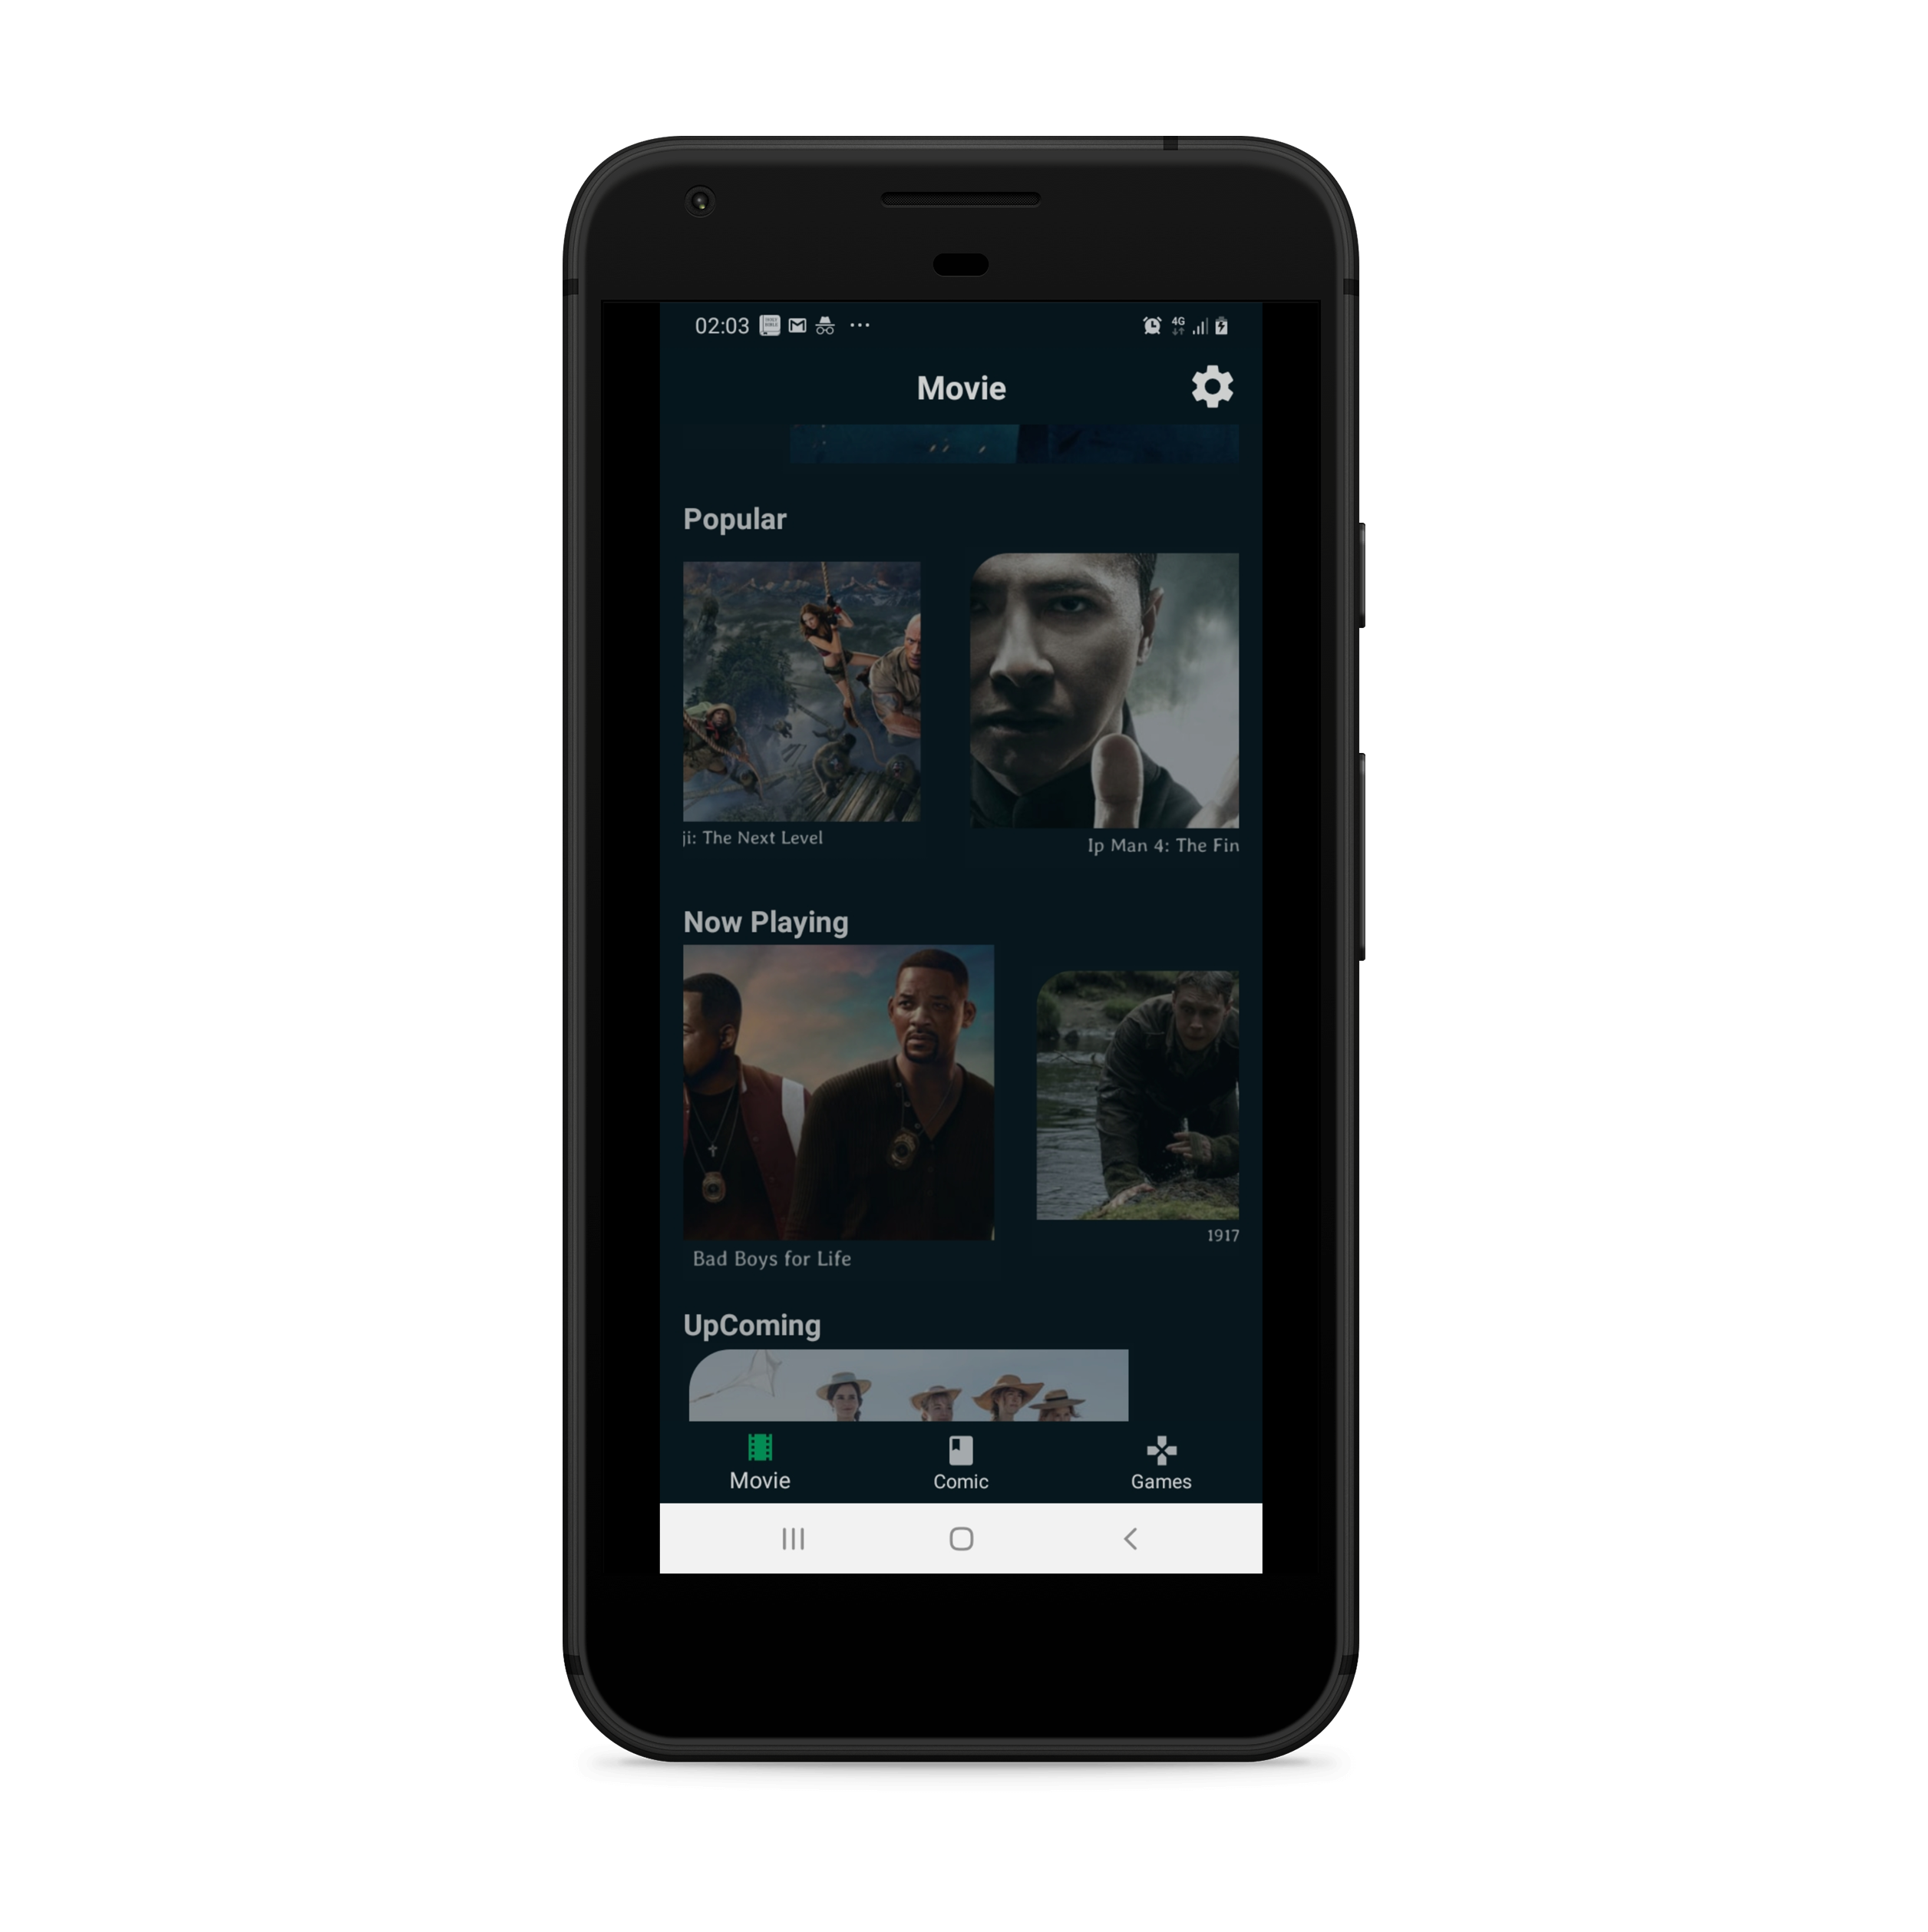 02:03
4G
Movie
Popular
ji: The Next Level
Ip Man 4: The Fin
Now Playing
1917
Bad Boys for Life
UpComing
Movie
Comic
Games